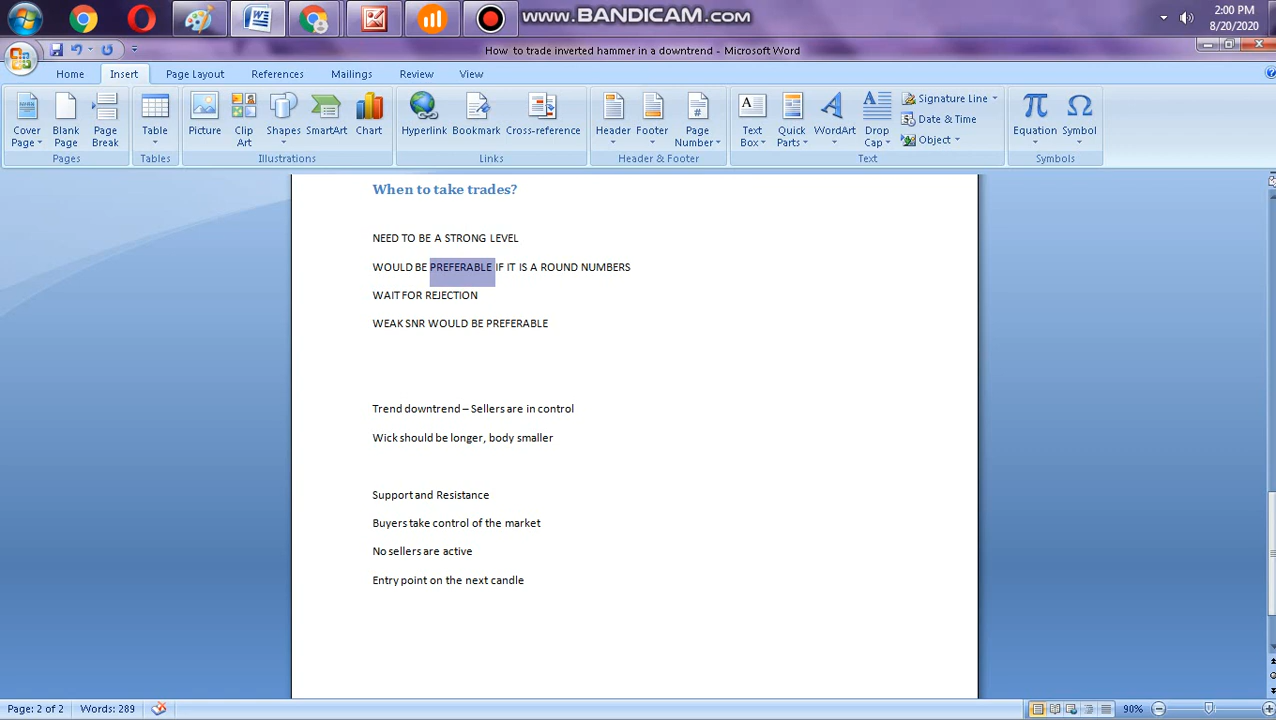 www.BANDICAM.com
2:00 PM
8/20/2020
How to trade inverted hammer in a downtrend - Microsoft Word
Home Insert Page Layout References Mailings Review View
Cover Page
Blank Page
Page Break
Table
Picture
Clip Art
Shapes
SmartArt
Chart
Hyperlink
Bookmark
Cross-reference
Header
Footer
Page Number
Text Box
Quick Parts
WordArt
Drop Cap
Signature Line
Date & Time
Object
Equation
Symbol
Pages Tables Illustrations Links Header & Footer Text Symbols
When to take trades?
NEED TO BE A STRONG LEVEL
WOULD BE PREFERABLE IF IT IS A ROUND NUMBERS
WAIT FOR REJECTION
WEAK SNR WOULD BE PREFERABLE
Trend downtrend – Sellers are in control
Wick should be longer, body smaller
Support and Resistance
Buyers take control of the market
No sellers are active
Entry point on the next candle
Page: 2 of 2 Words: 289 90%